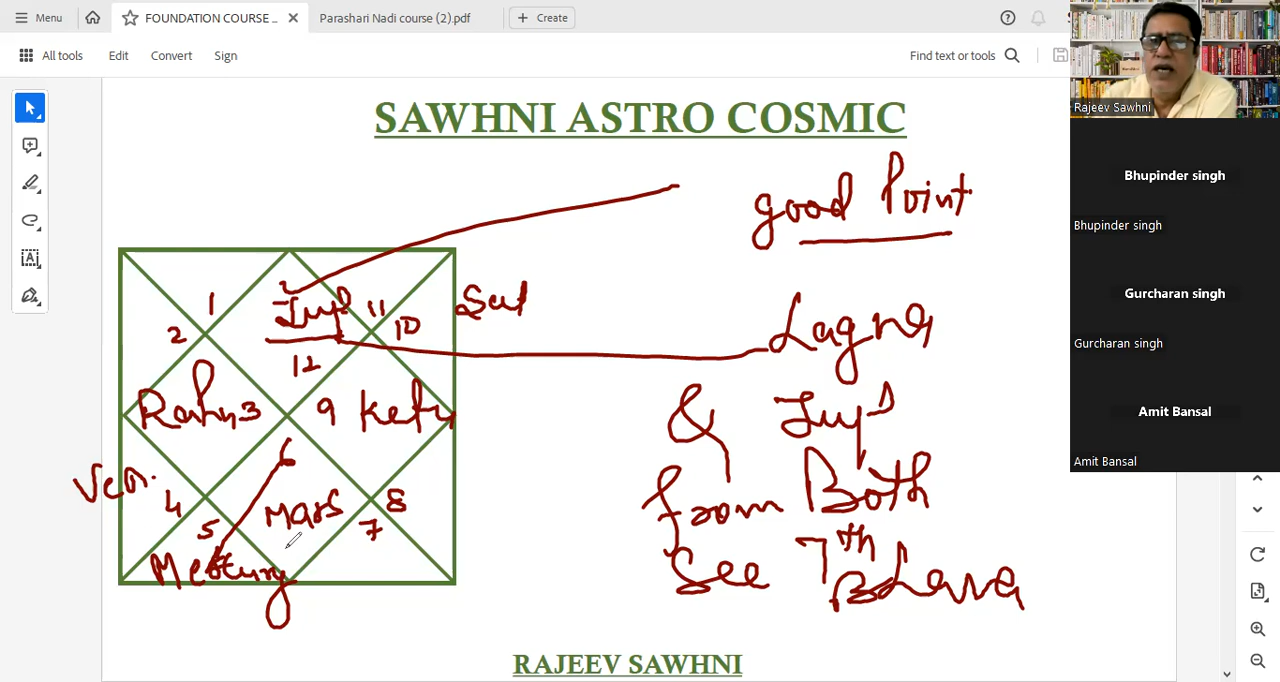 Menu
FOUNDATION COURSE ...
Parashari Nadi course (2).pdf
Create
All tools
Edit
Convert
Sign
Find text or tools
SAWHNI ASTRO COSMIC
good Point
1
Jup
11
Sat
2
10
12
Lagna
Rahu 3
9 Ketu
& Jup
6
Ven.
4
Mars
8
from Both
5
7
See 7th Bhava
Mercury
RAJEEV SAWHNI
Rajeev Sawhni
Bhupinder singh
Bhupinder singh
Gurcharan singh
Gurcharan singh
Amit Bansal
Amit Bansal